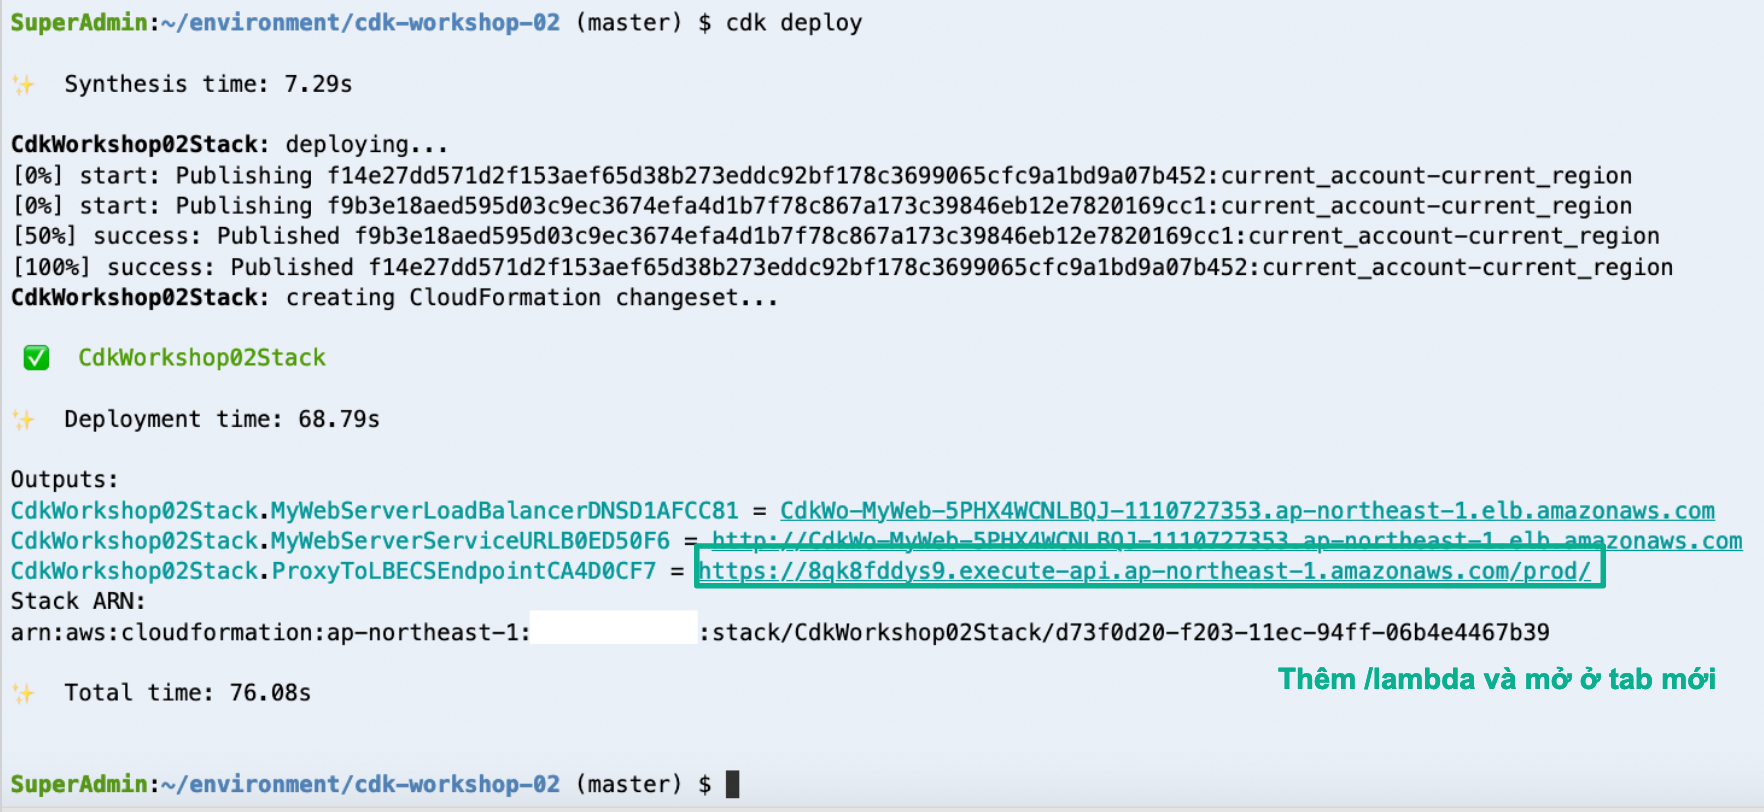 SuperAdmin:~/environment/cdk-workshop-02 (master) $ cdk deploy
✨ Synthesis time: 7.29s
CdkWorkshop02Stack: deploying...
[0%] start: Publishing f14e27dd571d2f153aef65d38b273eddc92bf178c3699065cfc9a1bd9a07b452:current_account-current_region
[0%] start: Publishing f9b3e18aed595d03c9ec3674efa4d1b7f78c867a173c39846eb12e7820169cc1:current_account-current_region
[50%] success: Published f9b3e18aed595d03c9ec3674efa4d1b7f78c867a173c39846eb12e7820169cc1:current_account-current_region
[100%] success: Published f14e27dd571d2f153aef65d38b273eddc92bf178c3699065cfc9a1bd9a07b452:current_account-current_region
CdkWorkshop02Stack: creating CloudFormation changeset...
✅ CdkWorkshop02Stack
✨ Deployment time: 68.79s
Outputs:
CdkWorkshop02Stack.MyWebServerLoadBalancerDNSD1AFCC81 = CdkWo-MyWeb-5PHX4WCNLBQJ-1110727353.ap-northeast-1.elb.amazonaws.com
CdkWorkshop02Stack.MyWebServerServiceURLB0ED50F6 = http://CdkWo-MyWeb-5PHX4WCNLBQJ-1110727353.ap-northeast-1.elb.amazonaws.com
CdkWorkshop02Stack.ProxyToLBECSEndpointCA4D0CF7 = https://8qk8fddys9.execute-api.ap-northeast-1.amazonaws.com/prod/
Stack ARN:
arn:aws:cloudformation:ap-northeast-1: :stack/CdkWorkshop02Stack/d73f0d20-f203-11ec-94ff-06b4e4467b39
Thêm /lambda và mở ở tab mới
✨ Total time: 76.08s
SuperAdmin:~/environment/cdk-workshop-02 (master) $